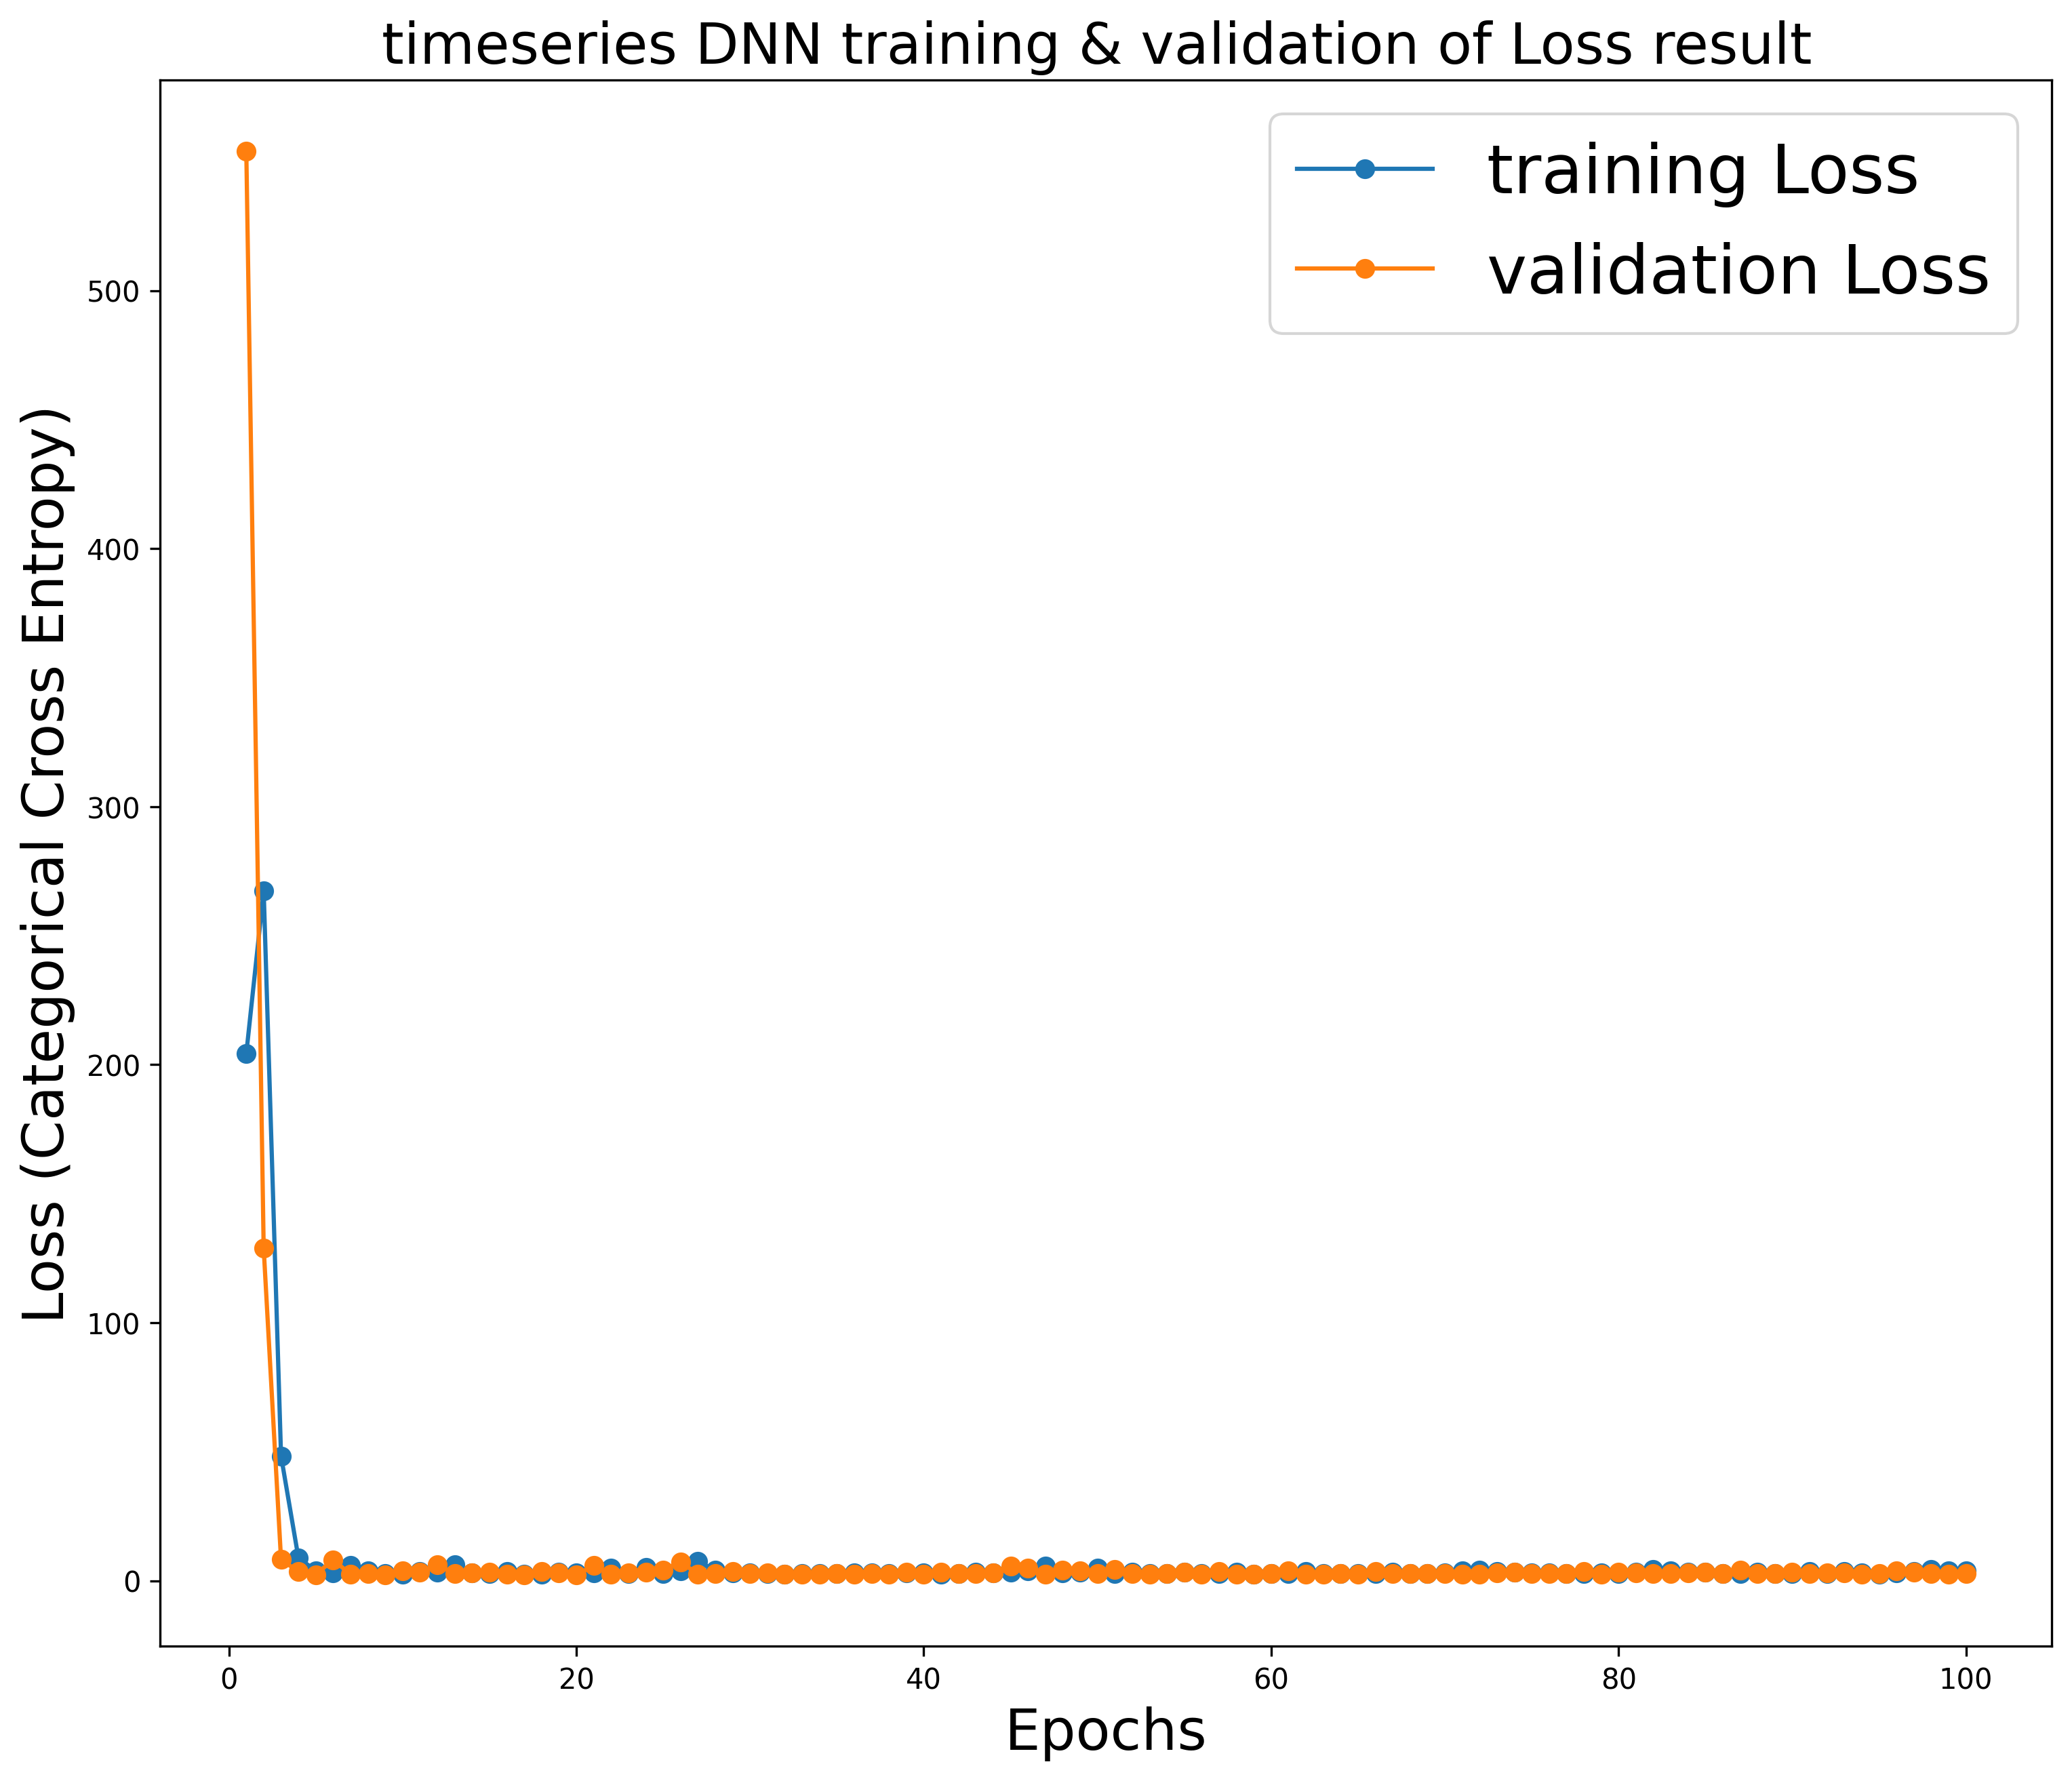 timeseries DNN training & validation of Loss result
training Loss
validation Loss
Loss (Categorical Cross Entropy)
500
400
300
200
100
0
0 20 40 60 80 100
Epochs